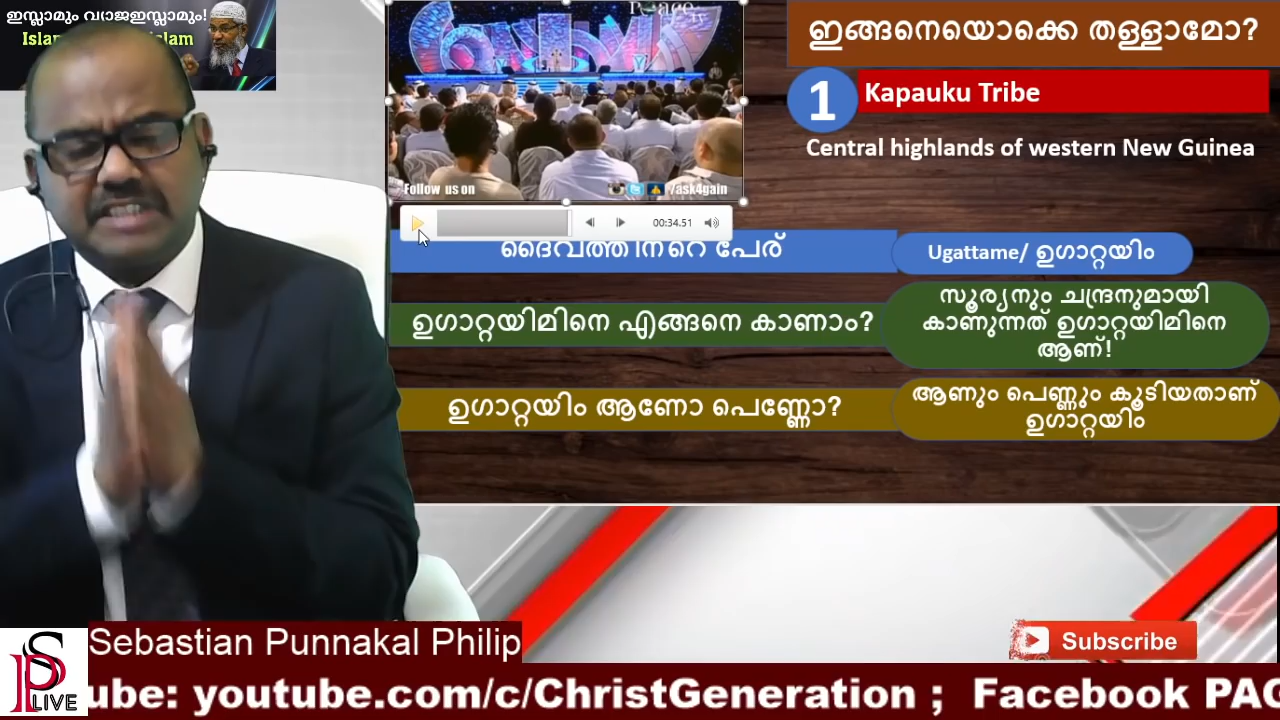 ഇസ്ലാമും വ്യാജഇസ്ലാമും!
ഇങ്ങനെയൊക്കെ തള്ളാമോ?
1
Kapauku Tribe
Central highlands of western New Guinea
Follow us on
/ask4gain
00:34.51
ദൈവത്തിൻറെ പേര്
Ugattame/ ഉഗാറ്റയിം
ഉഗാറ്റയിമിനെ എങ്ങനെ കാണാം?
സൂര്യനും ചന്ദ്രനുമായി
കാണുന്നത് ഉഗാറ്റയിമിനെ
ആണ്!
ഉഗാറ്റയിം ആണോ പെണ്ണോ?
ആണും പെണ്ണും കൂടിയതാണ്
ഉഗാറ്റയിം
SP LIVE
Sebastian Punnakal Philip
Subscribe
ube: youtube.com/c/ChristGeneration ; Facebook PAG